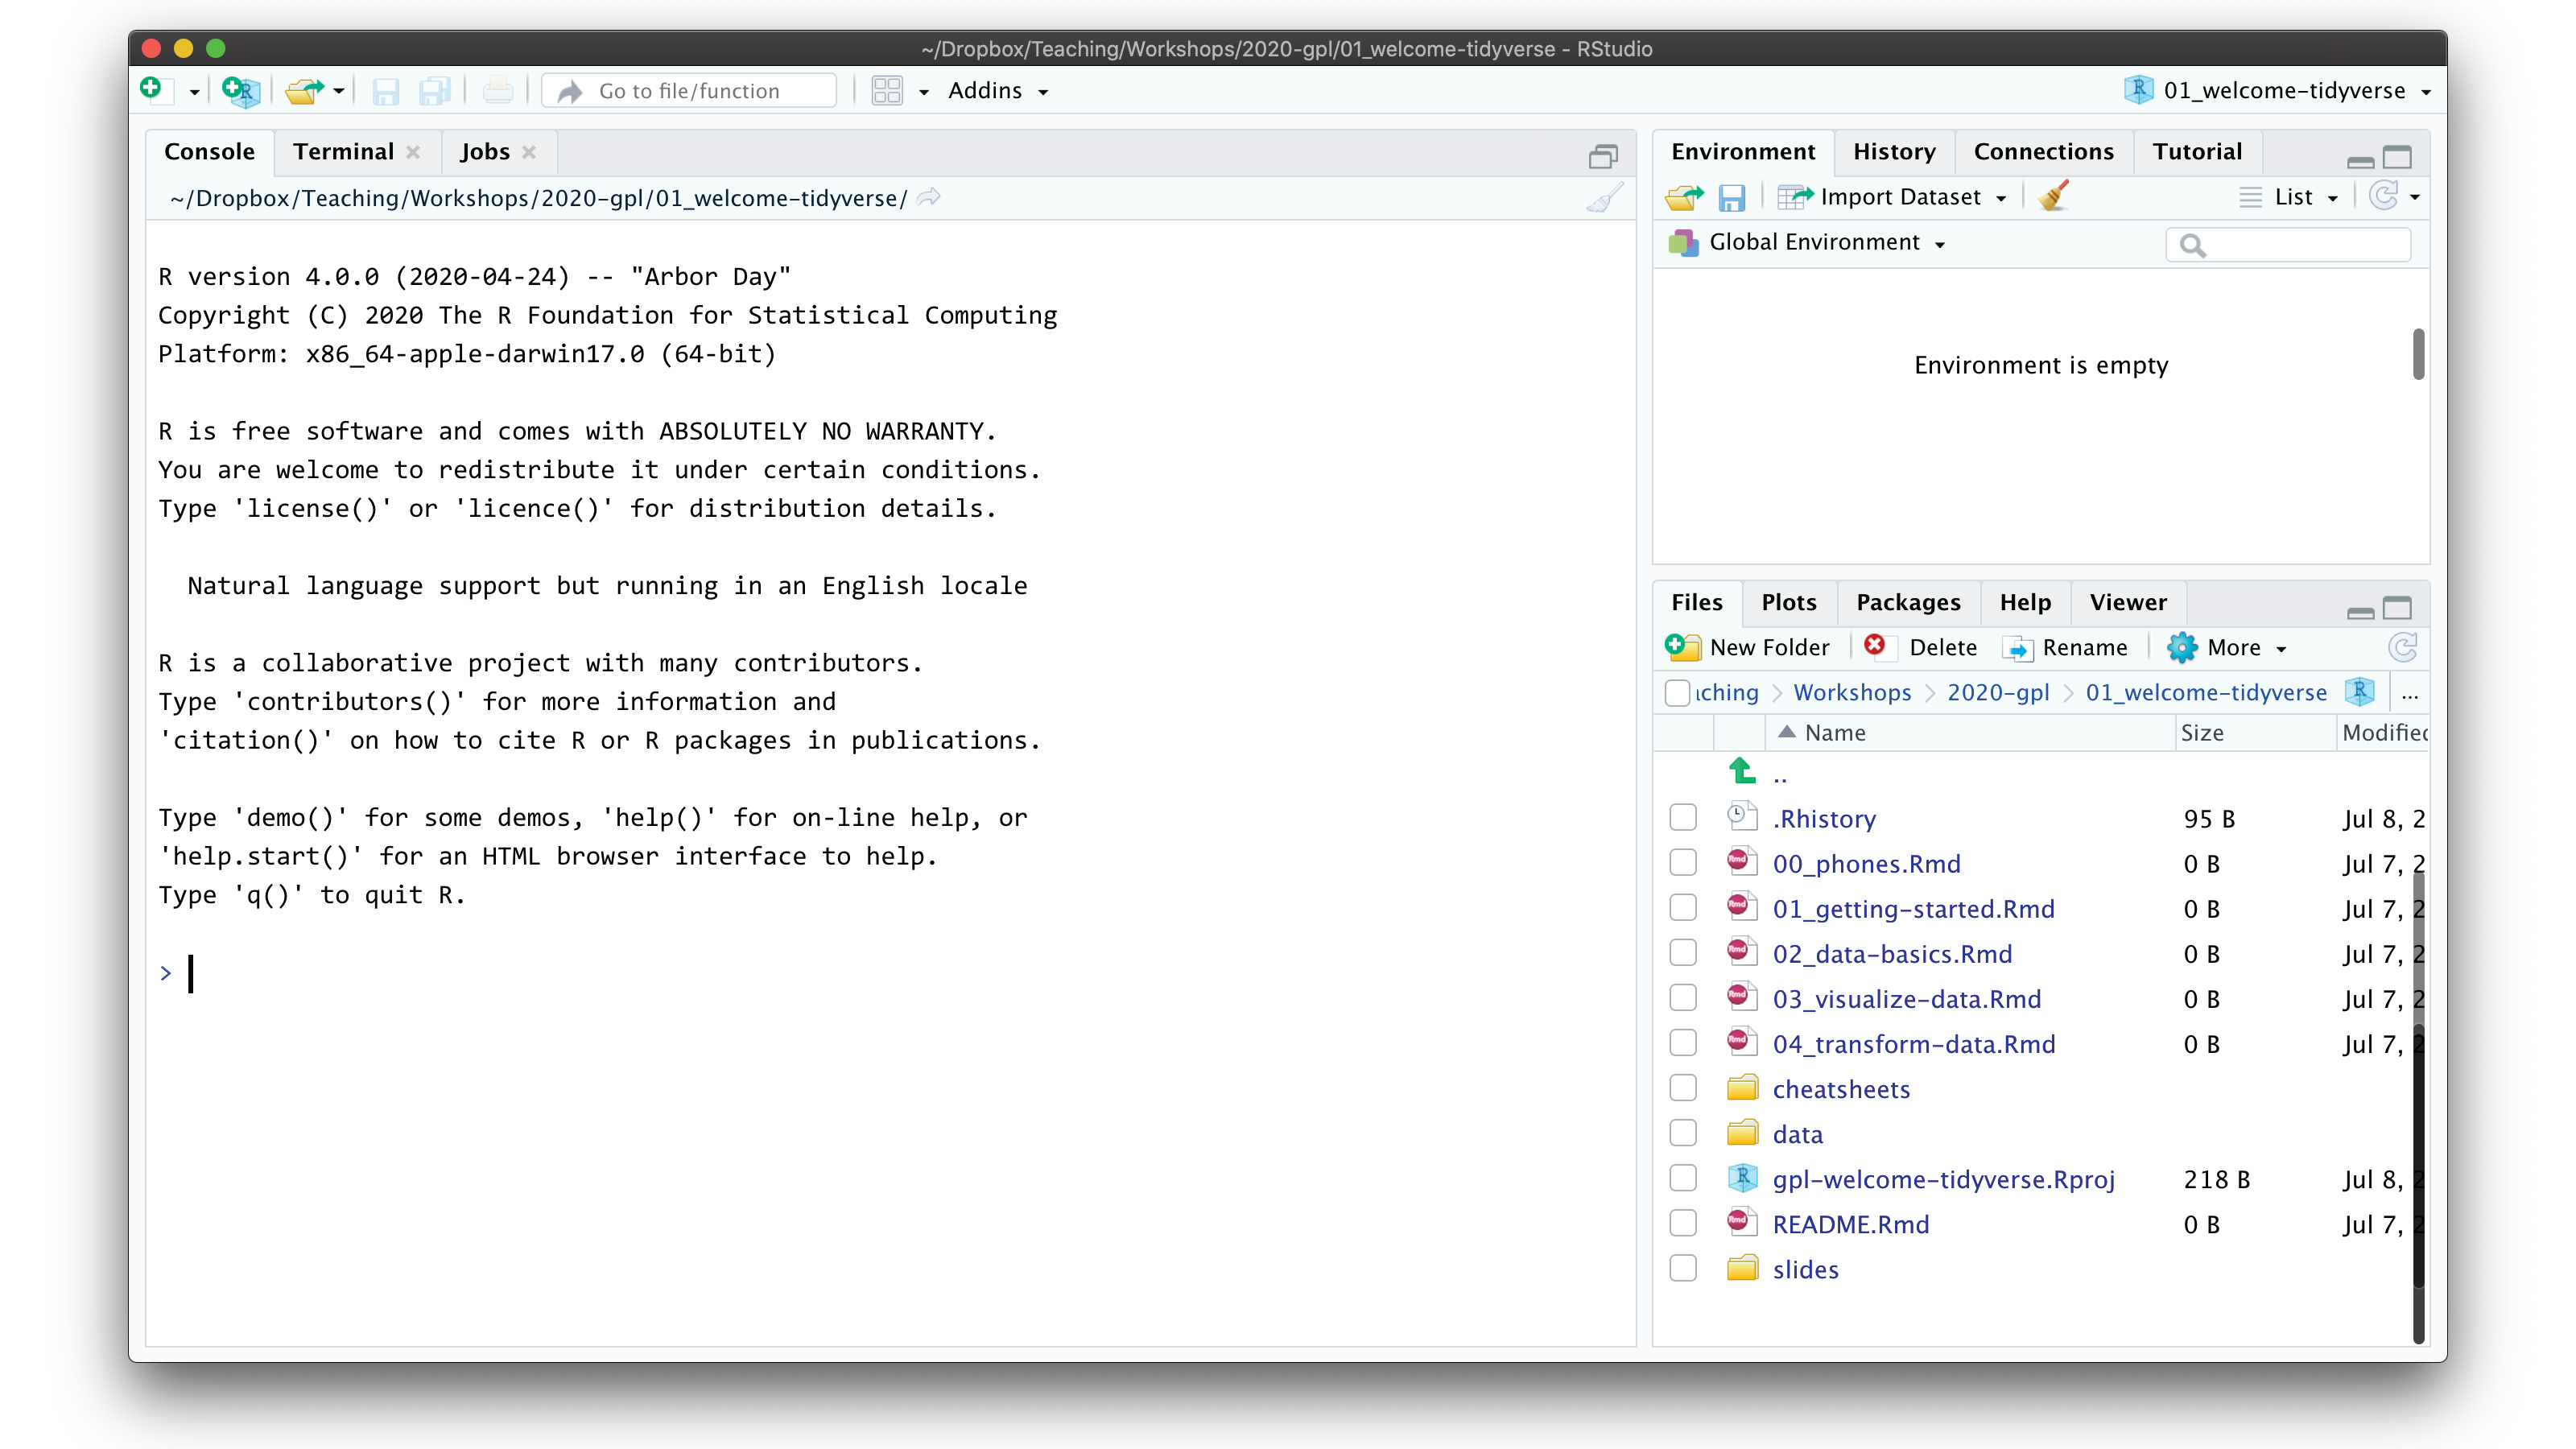 ~/Dropbox/Teaching/Workshops/2020-gpl/01_welcome-tidyverse - RStudio
Go to file/function
Addins
01_welcome-tidyverse
Console Terminal Jobs
~/Dropbox/Teaching/Workshops/2020-gpl/01_welcome-tidyverse/
R version 4.0.0 (2020-04-24) -- "Arbor Day"
Copyright (C) 2020 The R Foundation for Statistical Computing
Platform: x86_64-apple-darwin17.0 (64-bit)
R is free software and comes with ABSOLUTELY NO WARRANTY.
You are welcome to redistribute it under certain conditions.
Type 'license()' or 'licence()' for distribution details.
Natural language support but running in an English locale
R is a collaborative project with many contributors.
Type 'contributors()' for more information and
'citation()' on how to cite R or R packages in publications.
Type 'demo()' for some demos, 'help()' for on-line help, or
'help.start()' for an HTML browser interface to help.
Type 'q()' to quit R.
>
Environment History Connections Tutorial
Import Dataset List
Global Environment
Environment is empty
Files Plots Packages Help Viewer
New Folder Delete Rename More
ching Workshops 2020-gpl 01_welcome-tidyverse ...
Name Size Modified
..
.Rhistory 95 B Jul 8, 2
00_phones.Rmd 0 B Jul 7, 2
01_getting-started.Rmd 0 B Jul 7, 2
02_data-basics.Rmd 0 B Jul 7, 2
03_visualize-data.Rmd 0 B Jul 7, 2
04_transform-data.Rmd 0 B Jul 7, 2
cheatsheets
data
gpl-welcome-tidyverse.Rproj 218 B Jul 8, 2
README.Rmd 0 B Jul 7, 2
slides